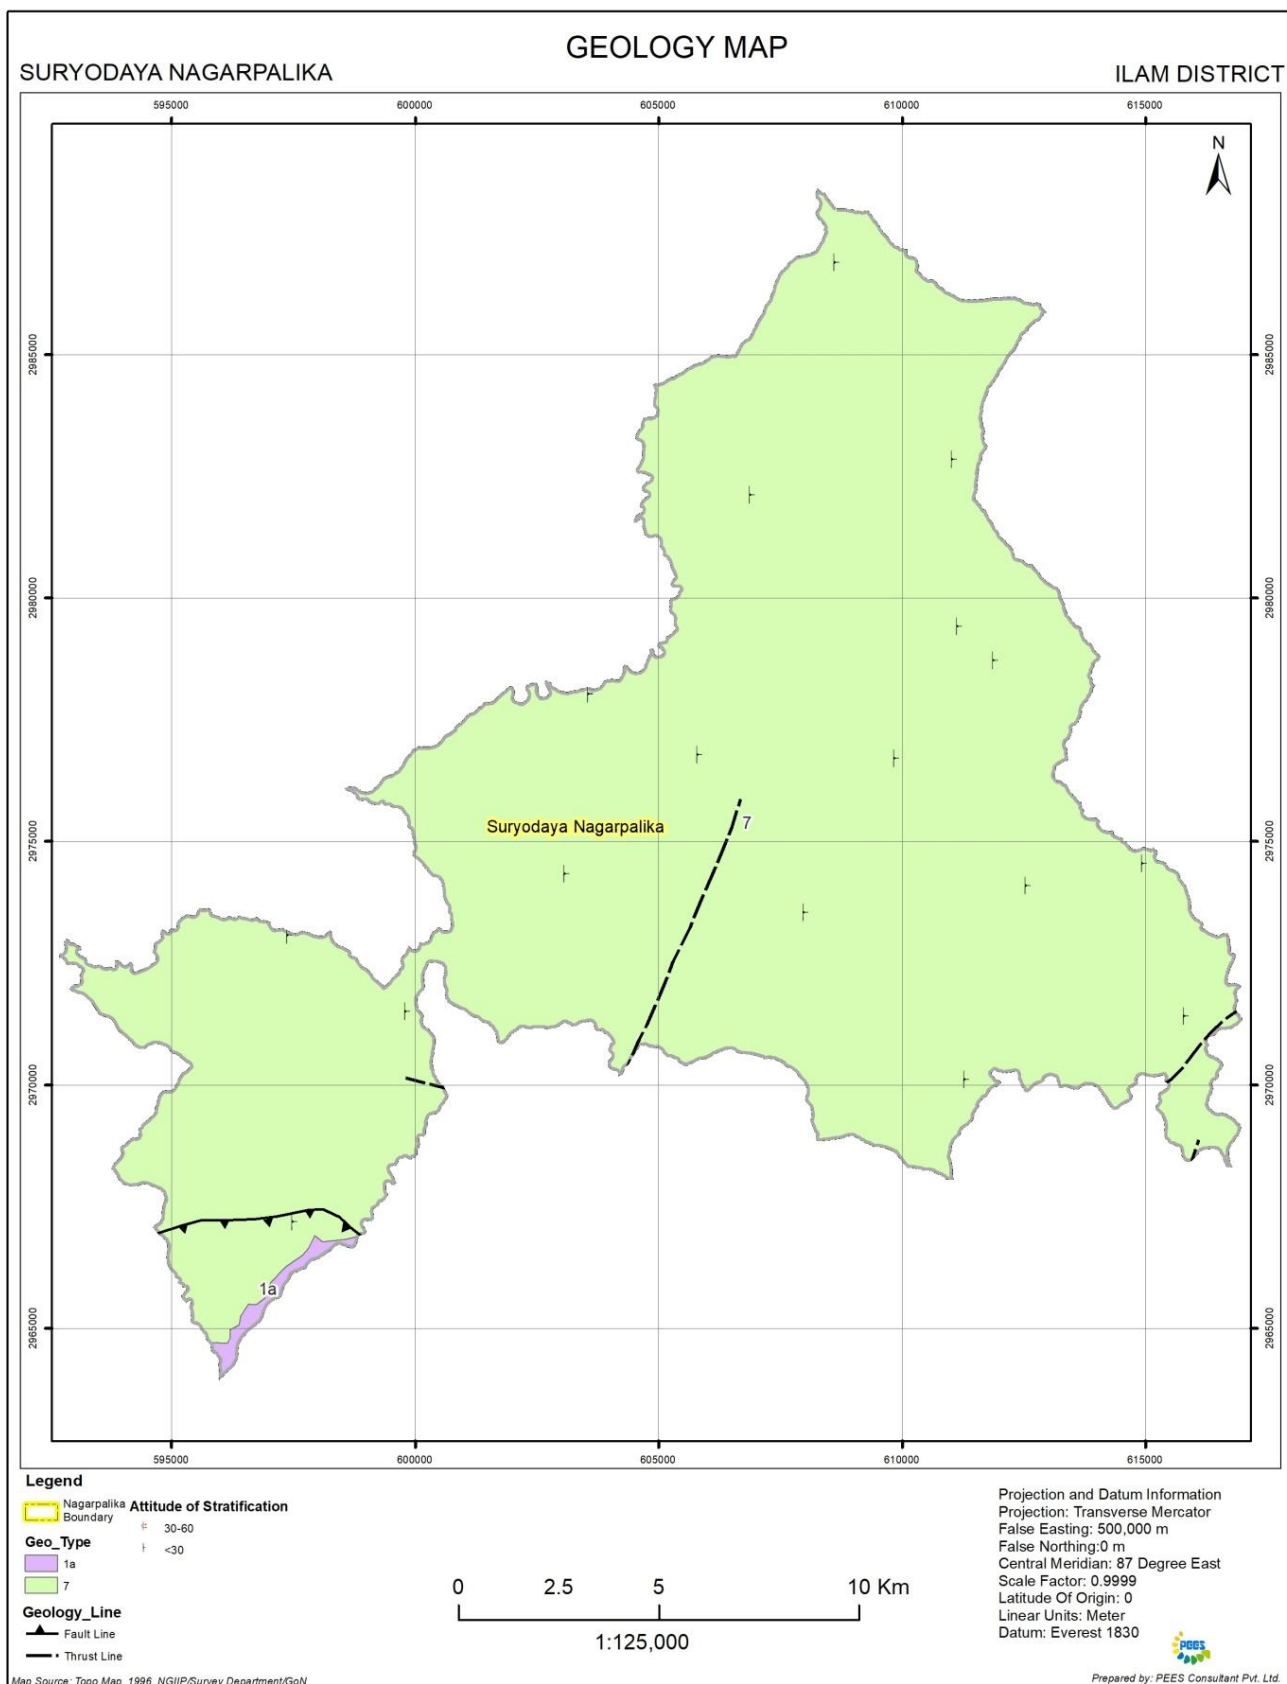 GEOLOGY MAP
SURYODAYA NAGARPALIKA
ILAM DISTRICT
595000 600000 605000 610000 615000
N
2985000 2985000
2980000 2980000
Suryodaya Nagarpalika
7
2975000 2975000
2970000 2970000
1a
2965000 2965000
595000 600000 605000 610000 615000
Legend
Nagarpalika Boundary
Attitude of Stratification
30-60
<30
Geo_Type
1a
7
Geology_Line
Fault Line
Thrust Line
0 2.5 5 10 Km
1:125,000
Projection and Datum Information
Projection: Transverse Mercator
False Easting: 500,000 m
False Northing:0 m
Central Meridian: 87 Degree East
Scale Factor: 0.9999
Latitude Of Origin: 0
Linear Units: Meter
Datum: Everest 1830
PEES
Map Source: Topo Map, 1996, NGIIP/Survey Department/GoN
Prepared by: PEES Consultant Pvt. Ltd.